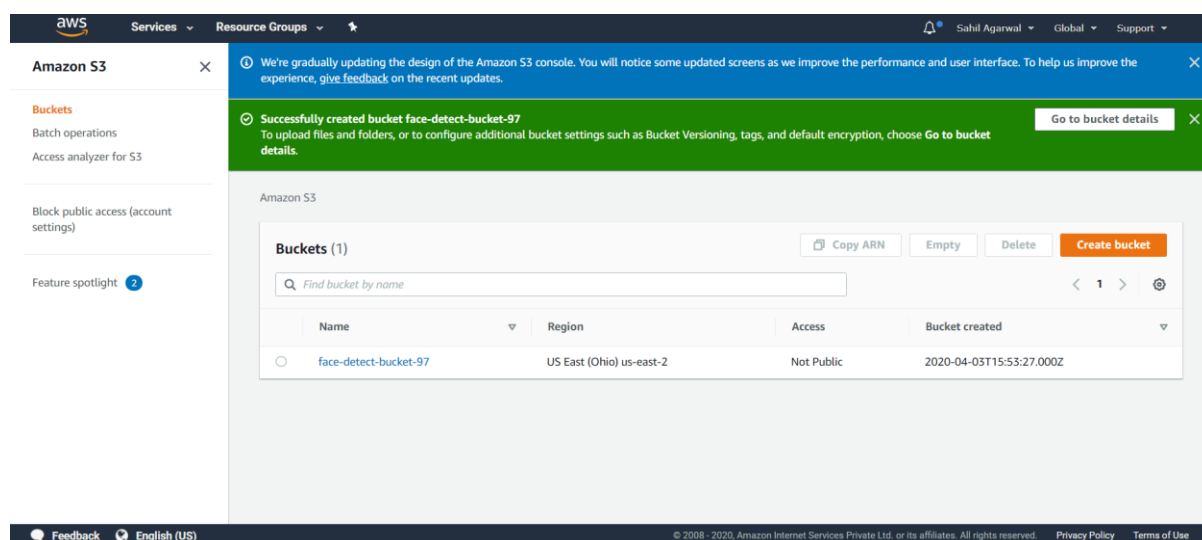 aws Services Resource Groups Sahil Agarwal Global Support
Amazon S3
Buckets
Batch operations
Access analyzer for S3
Block public access (account
settings)
Feature spotlight 2
We're gradually updating the design of the Amazon S3 console. You will notice some updated screens as we improve the performance and user interface. To help us improve the
experience, give feedback on the recent updates.
Successfully created bucket face-detect-bucket-97
To upload files and folders, or to configure additional bucket settings such as Bucket Versioning, tags, and default encryption, choose Go to bucket
details.
Go to bucket details
Amazon S3
Buckets (1) Copy ARN Empty Delete Create bucket
Find bucket by name 1
Name Region Access Bucket created
face-detect-bucket-97 US East (Ohio) us-east-2 Not Public 2020-04-03T15:53:27.000Z
Feedback English (US) © 2008 - 2020, Amazon Internet Services Private Ltd. or its affiliates. All rights reserved. Privacy Policy Terms of Use